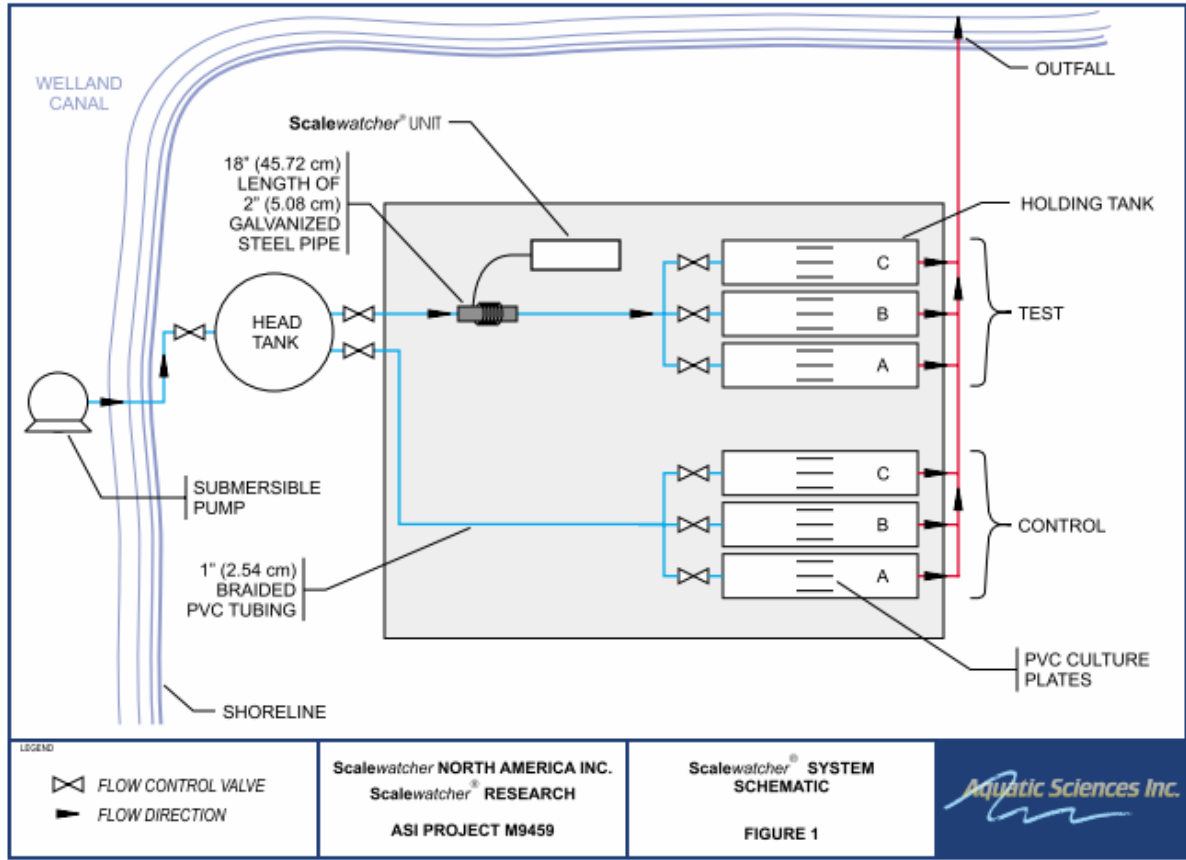 WELLAND
CANAL
OUTFALL
Scalewatcher® UNIT
18" (45.72 cm)
LENGTH OF
2" (5.08 cm)
GALVANIZED
STEEL PIPE
HOLDING TANK
HEAD
TANK
C
B
A
TEST
SUBMERSIBLE
PUMP
C
B
A
CONTROL
1" (2.54 cm)
BRAIDED
PVC TUBING
PVC CULTURE
PLATES
SHORELINE
LEGEND
FLOW CONTROL VALVE
FLOW DIRECTION
Scalewatcher NORTH AMERICA INC.
Scalewatcher® RESEARCH
ASI PROJECT M9459
Scalewatcher® SYSTEM
SCHEMATIC
FIGURE 1
Aquatic Sciences Inc.